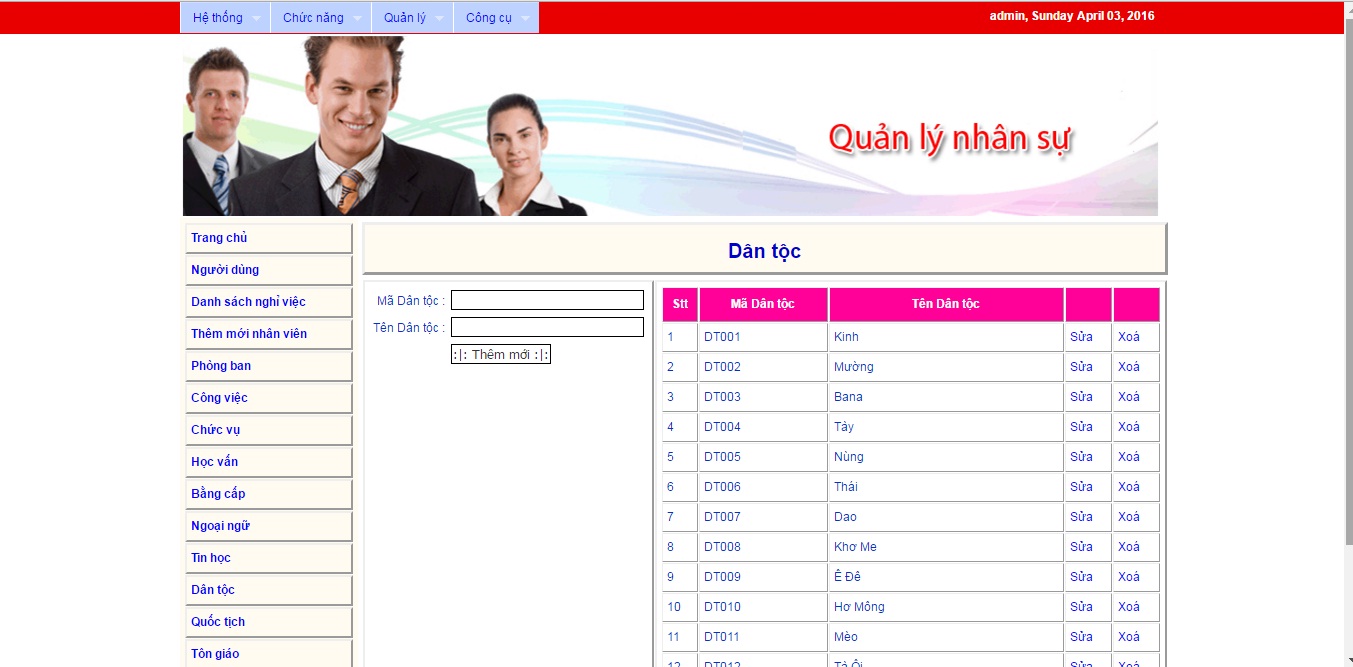 Hệ thống Chức năng Quản lý Công cụ admin, Sunday April 03, 2016
Quản lý nhân sự
Trang chủ
Người dùng
Danh sách nghỉ việc
Thêm mới nhân viên
Phòng ban
Công việc
Chức vụ
Học vấn
Bằng cấp
Ngoại ngữ
Tin học
Dân tộc
Quốc tịch
Tôn giáo
Dân tộc
Mã Dân tộc :
Tên Dân tộc :
:|: Thêm mới :|:
Stt Mã Dân tộc Tên Dân tộc
1 DT001 Kinh Sửa Xoá
2 DT002 Mường Sửa Xoá
3 DT003 Bana Sửa Xoá
4 DT004 Tày Sửa Xoá
5 DT005 Nùng Sửa Xoá
6 DT006 Thái Sửa Xoá
7 DT007 Dao Sửa Xoá
8 DT008 Khơ Me Sửa Xoá
9 DT009 Ê Đê Sửa Xoá
10 DT010 Hơ Mông Sửa Xoá
11 DT011 Mèo Sửa Xoá
12 DT012 Tà Ôi Sửa Xoá